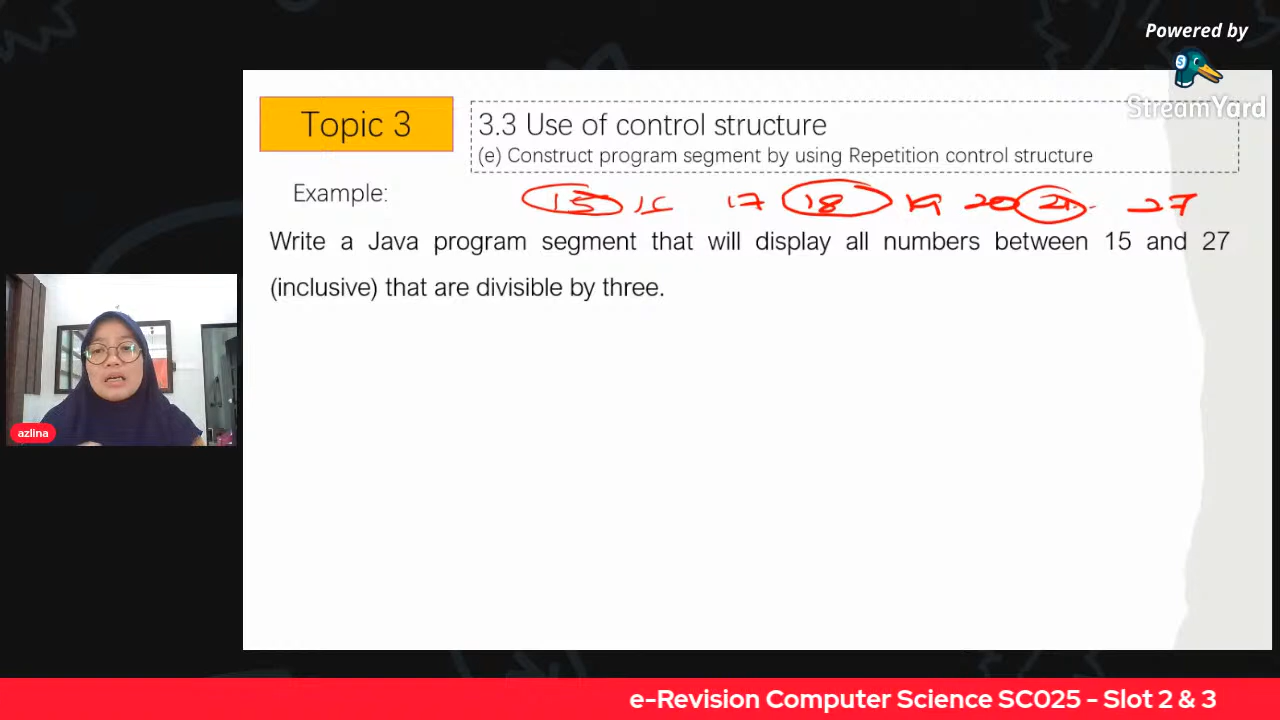 Powered by
StreamYard
Topic 3
3.3 Use of control structure
(e) Construct program segment by using Repetition control structure
Example:
15 16 17 18 19 20 21 27
Write a Java program segment that will display all numbers between 15 and 27
(inclusive) that are divisible by three.
azlina
e-Revision Computer Science SC025 - Slot 2 & 3